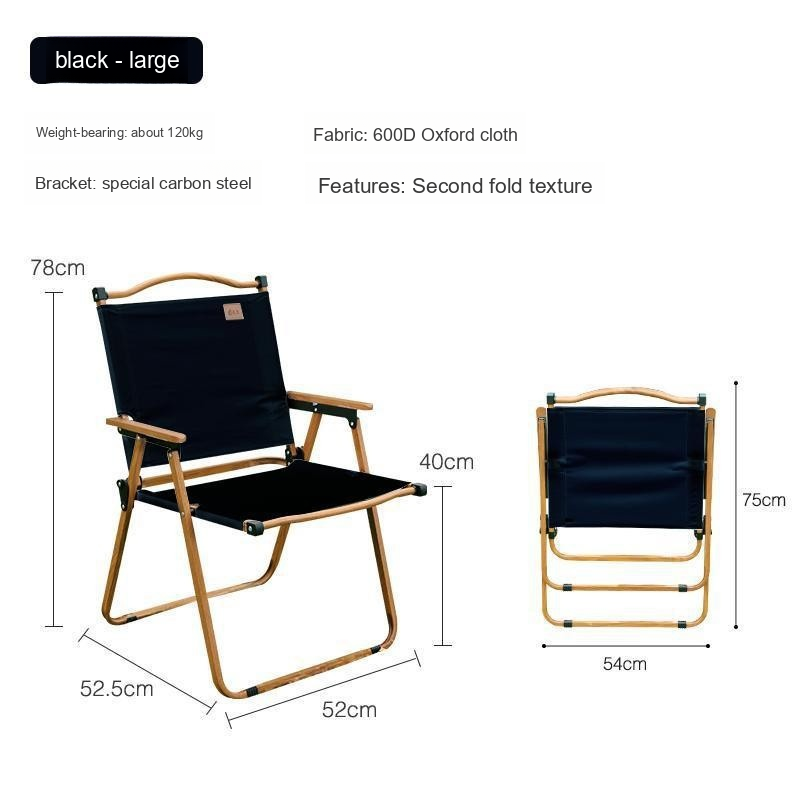 black - large
Weight-bearing: about 120kg
Fabric: 600D Oxford cloth
Bracket: special carbon steel
Features: Second fold texture
78cm
40cm
75cm
52.5cm
52cm
54cm